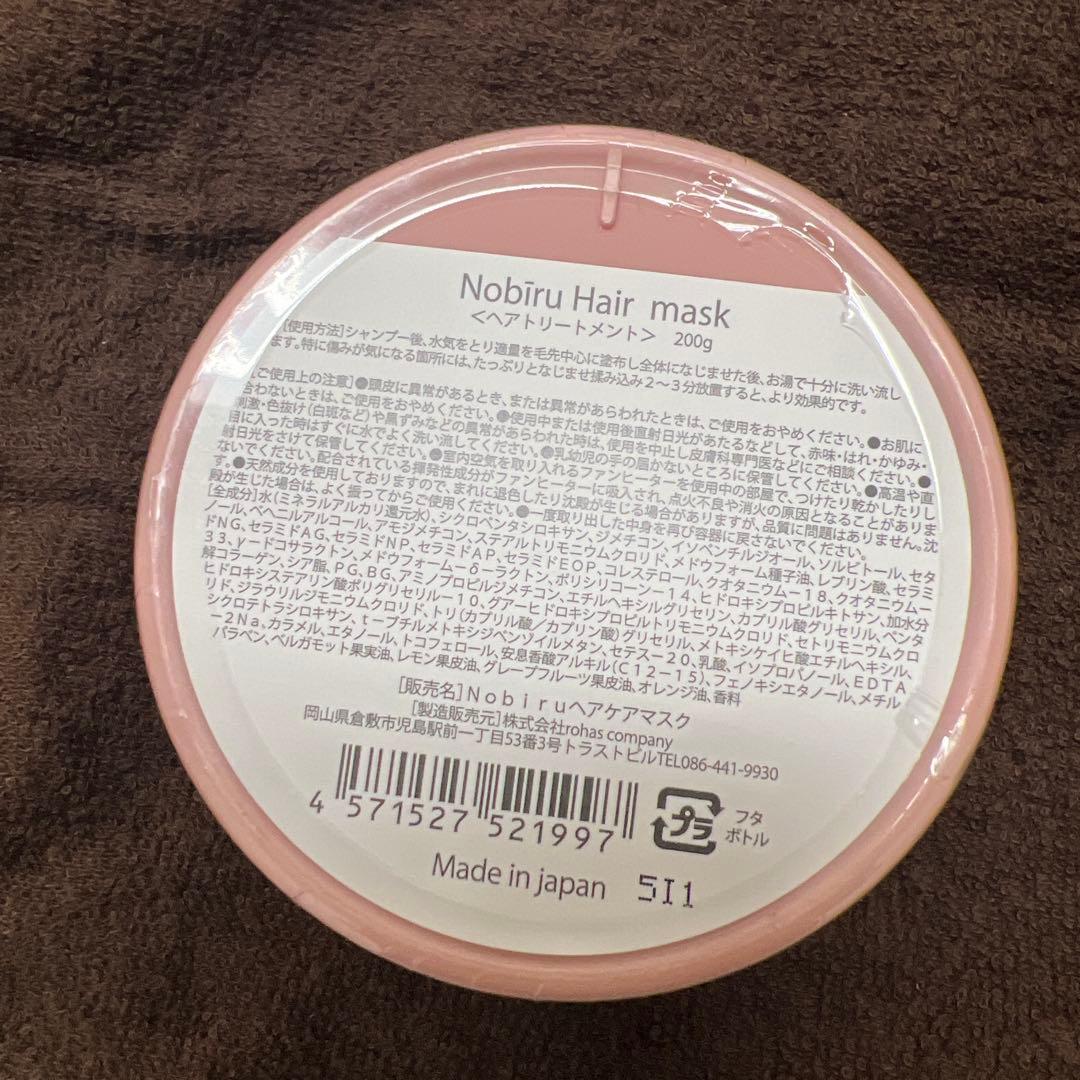 Nobīru Hair mask
<ヘアトリートメント> 200g
[使用方法]シャンプー後、水気をとり適量を毛先中心に塗布し全体になじませた後、お湯で十分に洗い流し
ます。特に傷みが気になる箇所には、たっぷりとなじませ揉み込み2～3分放置すると、より効果的です。
[ご使用上の注意]●頭皮に異常があるとき、または異常があらわれたときは、ご使用をおやめください。●お肌に
合わないときは、ご使用をおやめください。●使用中または使用後直射日光があたるなどして、赤味・はれ・かゆみ・
刺激・色抜け(白斑など)や黒ずみなどの異常があらわれた時は、使用を中止し皮膚科専門医などにご相談ください。●
目に入った時はすぐに水でよく洗い流してください。●乳幼児の手の届かないところに保管してください。●高温や直
射日光をさけて保管してください。●室内空気を取り入れるファンヒーターを使用中の部屋で、つけたり乾かしたりし
ないでください。配合されている揮発性成分がファンヒーターに吸入され、点火不良や消火の原因となることがありま
す。●天然成分を使用しておりますので、まれに退色したり沈殿が生じる場合がありますが、品質に問題はありません。沈
殿が生じた場合は、よく振ってからご使用ください。●一度取り出した中身を再び容器に戻さないでください。
[全成分]水(ミネラルアルカリ還元水)、シクロペンタシロキサン、ジメチコン、イソペンチルジオール、ソルビトール、セタ
ノール、ベヘニルアルコール、アモジメチコン、ステアルトリモニウムクロリド、メドウフォーム種子油、レブリン酸、セラミ
ドNG、セラミドAG、セラミドNP、セラミドAP、セラミドEOP、コレステロール、クオタニウム－18、クオタニウム－
33、γ－ドコサラクトン、メドウフォーム－δ－ラクトン、ポリシリコーン－14、ヒドロキシプロピルキトサン、加水分
解コラーゲン、シア脂、PG、BG、アミノプロピルジメチコン、エチルヘキシルグリセリン、カプリル酸グリセリル、ペンタ
ヒドロキシステアリン酸ポリグリセリル－10、グアーヒドロキシプロピルトリモニウムクロリド、セトリモニウムクロ
リド、ジラウリルジモニウムクロリド、トリ(カプリル酸/カプリン酸)グリセリル、メトキシケイヒ酸エチルヘキシル、
シクロテトラシロキサン、t－ブチルメトキシジベンゾイルメタン、セテス－20、乳酸、イソプロパノール、EDTA
－2Na、カラメル、エタノール、トコフェロール、安息香酸アルキル(C12－15)、フェノキシエタノール、メチル
パラベン、ベルガモット果実油、レモン果皮油、グレープフルーツ果皮油、オレンジ油、香料
[販売名]Nobiruヘアケアマスク
[製造販売元]株式会社rohas company
岡山県倉敷市児島駅前一丁目53番3号トラストビルTEL086-441-9930
4 571527 521997
プラ
フタ
ボトル
Made in japan 5I1